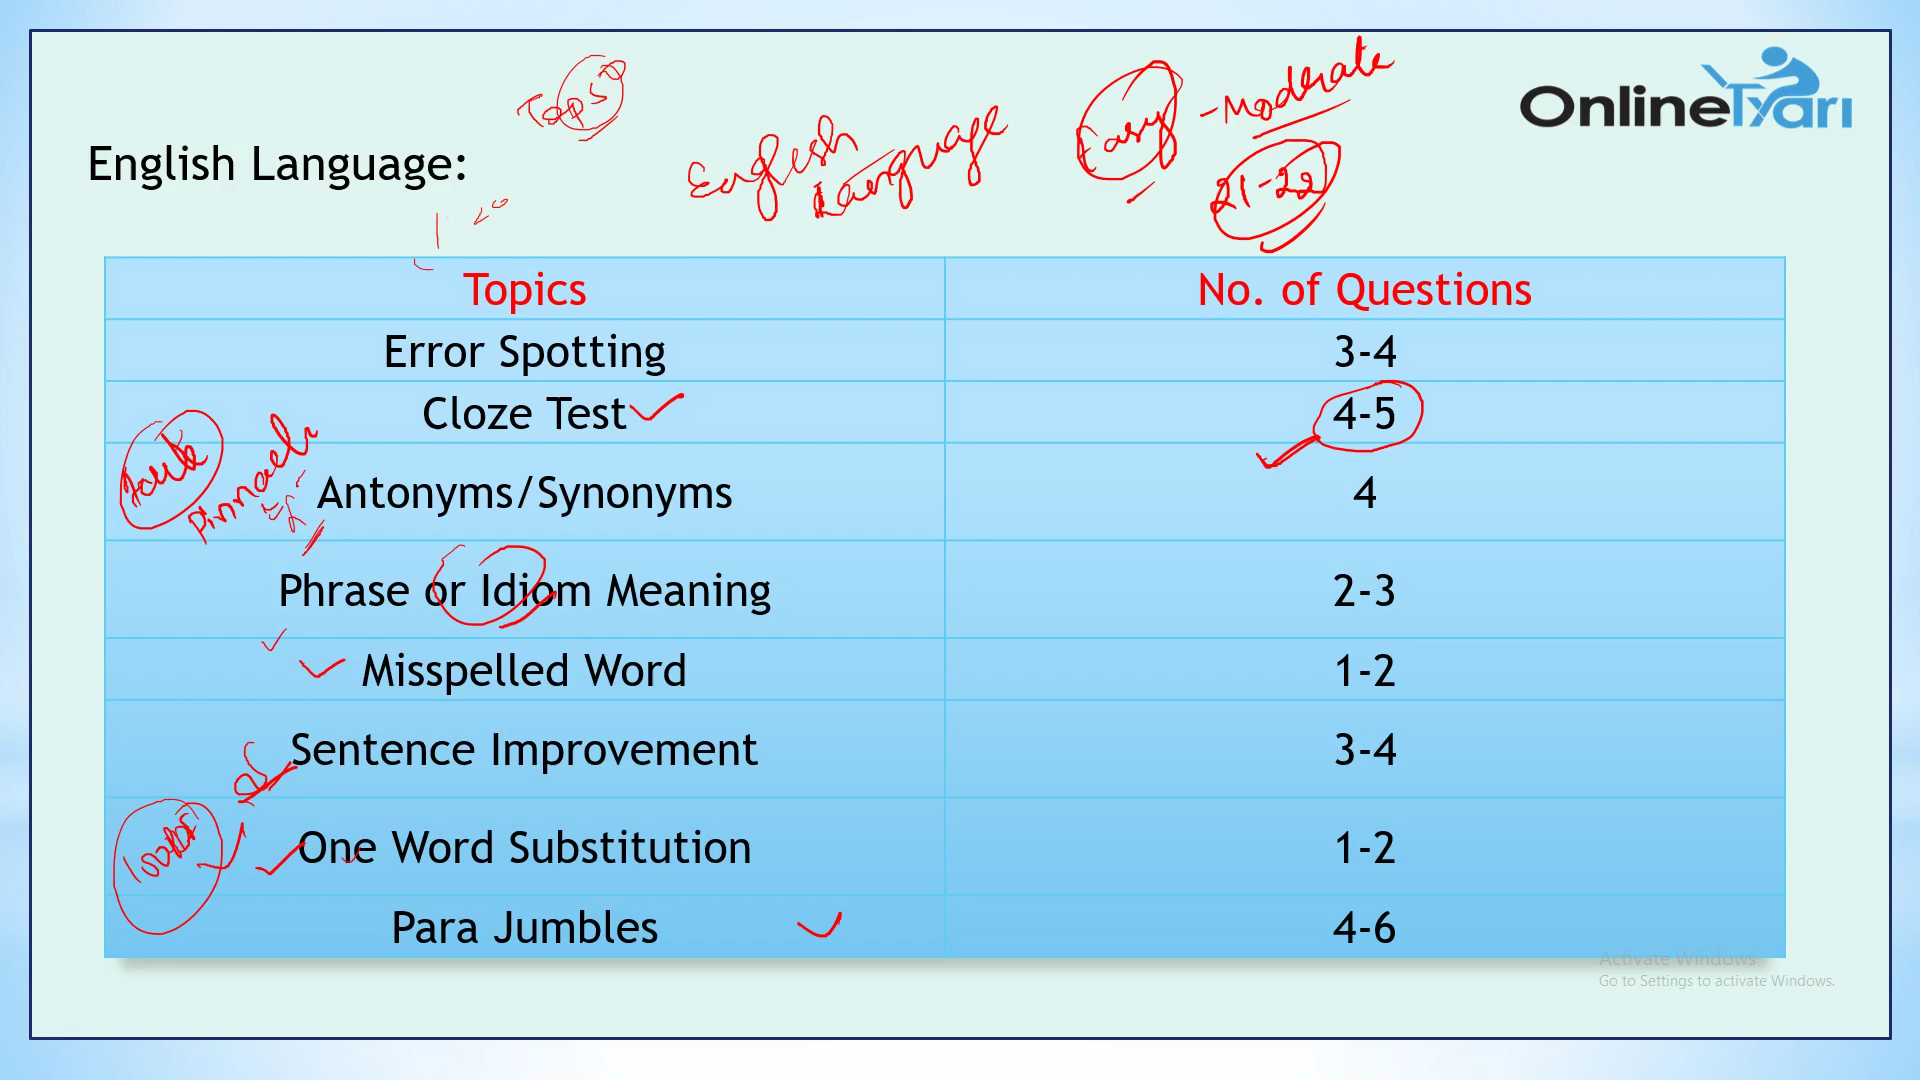 Top 50
OnlineTyari
English Language:
English Language
Easy - Moderate
21-22
Topics No. of Questions
Error Spotting 3-4
Cloze Test 4-5
Antonyms/Synonyms 4
Phrase or Idiom Meaning 2-3
Misspelled Word 1-2
Sentence Improvement 3-4
One Word Substitution 1-2
Para Jumbles 4-6
Activate Windows
Go to Settings to activate Windows.